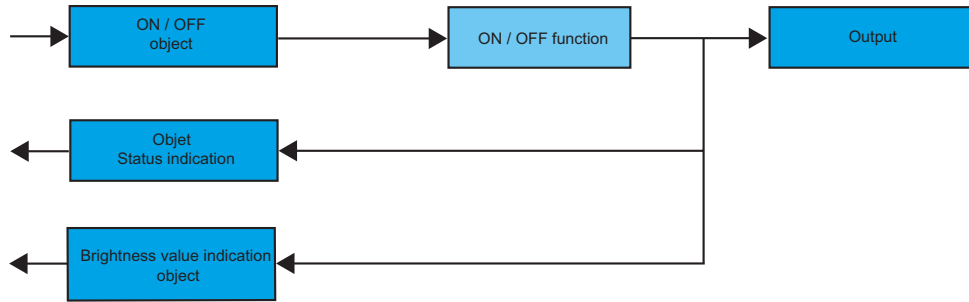 ON / OFF
object
ON / OFF function
Output
Objet
Status indication
Brightness value indication
object